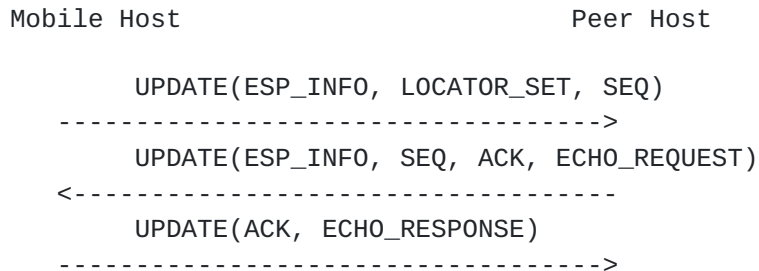 Mobile Host                         Peer Host
UPDATE(ESP_INFO, LOCATOR_SET, SEQ)
----------------------------------->
UPDATE(ESP_INFO, SEQ, ACK, ECHO_REQUEST)
<-----------------------------------
UPDATE(ACK, ECHO_RESPONSE)
----------------------------------->